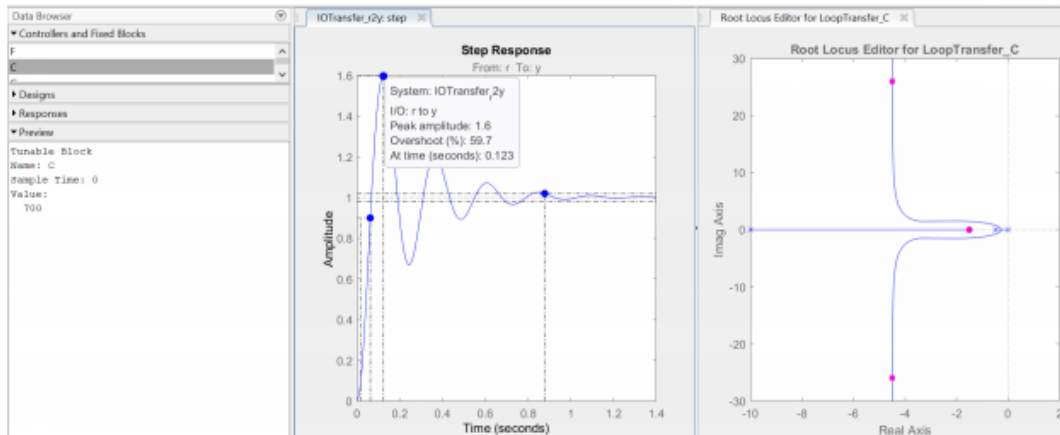 Data Browser
Controllers and Fixed Blocks
F
C
Designs
Responses
Preview
Tunable Block
Name: C
Sample Time: 0
Value:
700
IOTransfer_r2y: step
Step Response
From: r To: y
System: IOTransfer_r2y
I/O: r to y
Peak amplitude: 1.6
Overshoot (%): 59.7
At time (seconds): 0.123
Amplitude
1.6
1.4
1.2
1
0.8
0.6
0.4
0.2
0
0 0.2 0.4 0.6 0.8 1 1.2 1.4
Time (seconds)
Root Locus Editor for LoopTransfer_C
Root Locus Editor for LoopTransfer_C
Imag Axis
30
20
10
0
-10
-20
-30
-10 -8 -6 -4 -2 0 2
Real Axis